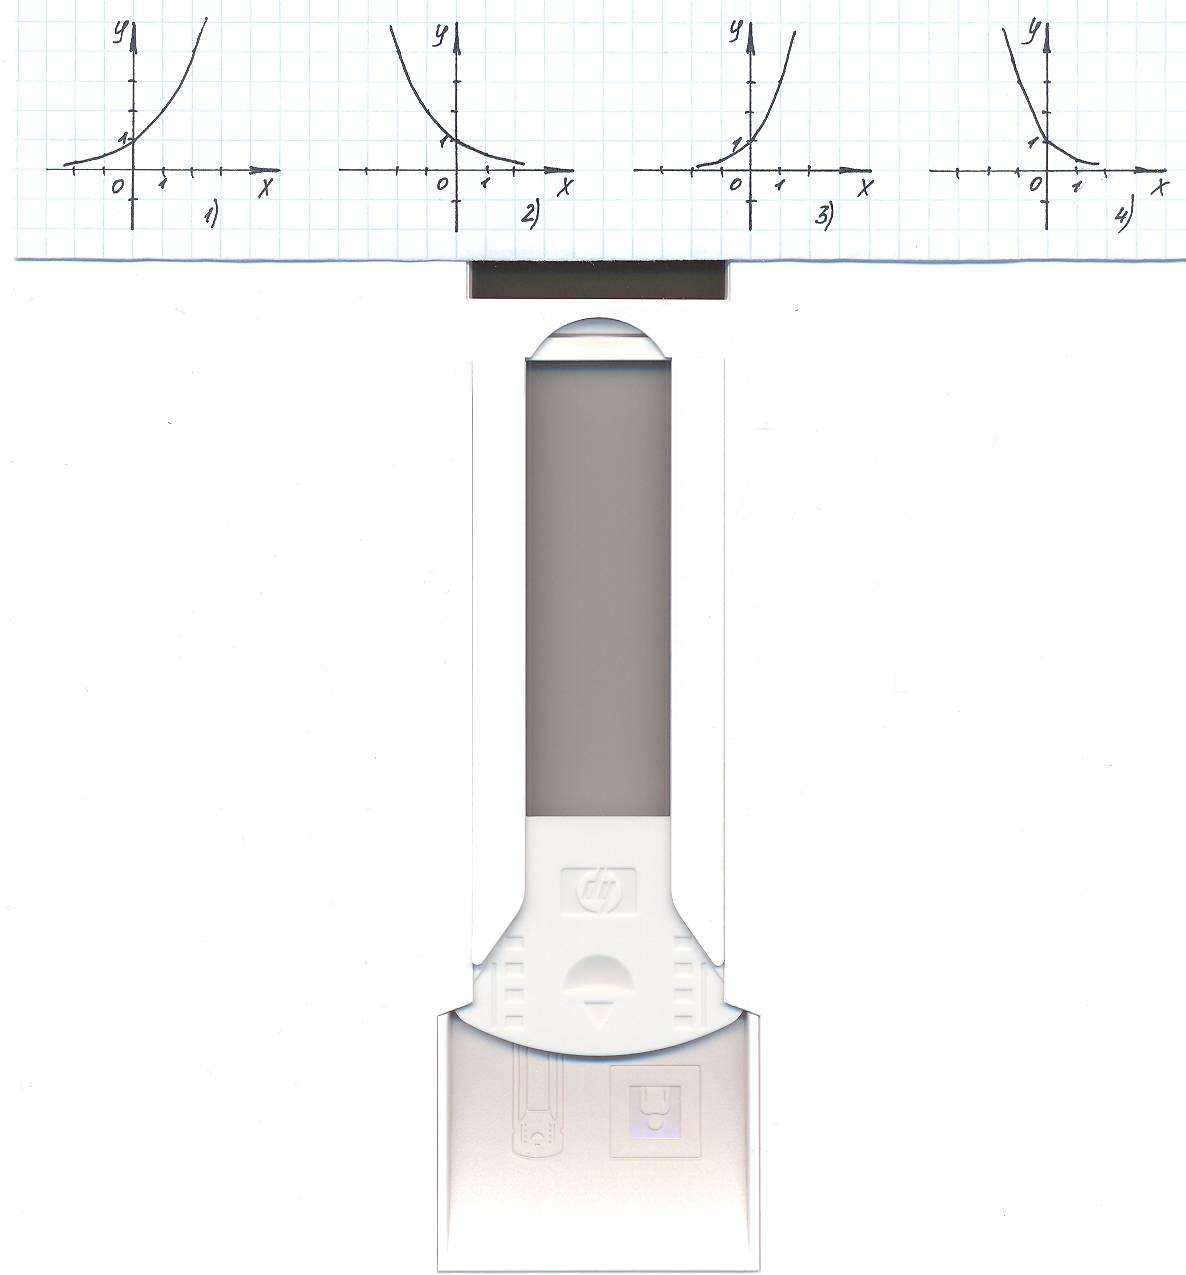 y 1 0 1 x 1)
y 1 0 1 x 2)
y 1 0 1 x 3)
y 1 0 1 x 4)
hp